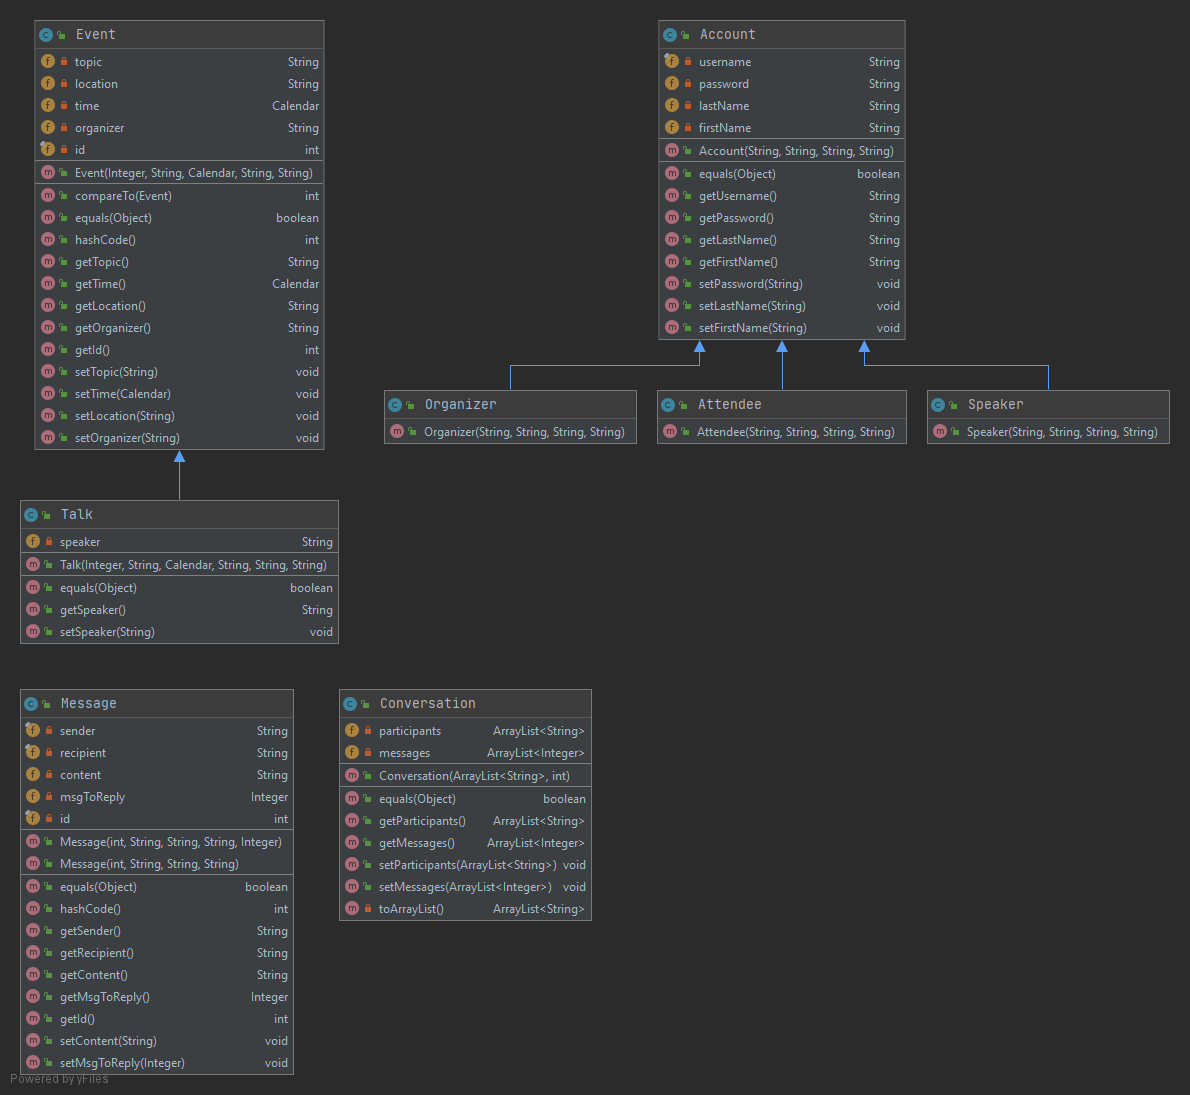 Event
topic String
location String
time Calendar
organizer String
id int
Event(Integer, String, Calendar, String, String)
compareTo(Event) int
equals(Object) boolean
hashCode() int
getTopic() String
getTime() Calendar
getLocation() String
getOrganizer() String
getId() int
setTopic(String) void
setTime(Calendar) void
setLocation(String) void
setOrganizer(String) void
Account
username String
password String
lastName String
firstName String
Account(String, String, String, String)
equals(Object) boolean
getUsername() String
getPassword() String
getLastName() String
getFirstName() String
setPassword(String) void
setLastName(String) void
setFirstName(String) void
Organizer
Organizer(String, String, String, String)
Attendee
Attendee(String, String, String, String)
Speaker
Speaker(String, String, String, String)
Talk
speaker String
Talk(Integer, String, Calendar, String, String, String)
equals(Object) boolean
getSpeaker() String
setSpeaker(String) void
Message
sender String
recipient String
content String
msgToReply Integer
id int
Message(int, String, String, String, Integer)
Message(int, String, String, String)
equals(Object) boolean
hashCode() int
getSender() String
getRecipient() String
getContent() String
getMsgToReply() Integer
getId() int
setContent(String) void
setMsgToReply(Integer) void
Conversation
participants ArrayList<String>
messages ArrayList<Integer>
Conversation(ArrayList<String>, int)
equals(Object) boolean
getParticipants() ArrayList<String>
getMessages() ArrayList<Integer>
setParticipants(ArrayList<String>) void
setMessages(ArrayList<Integer>) void
toArrayList() ArrayList<String>
Powered by yFiles